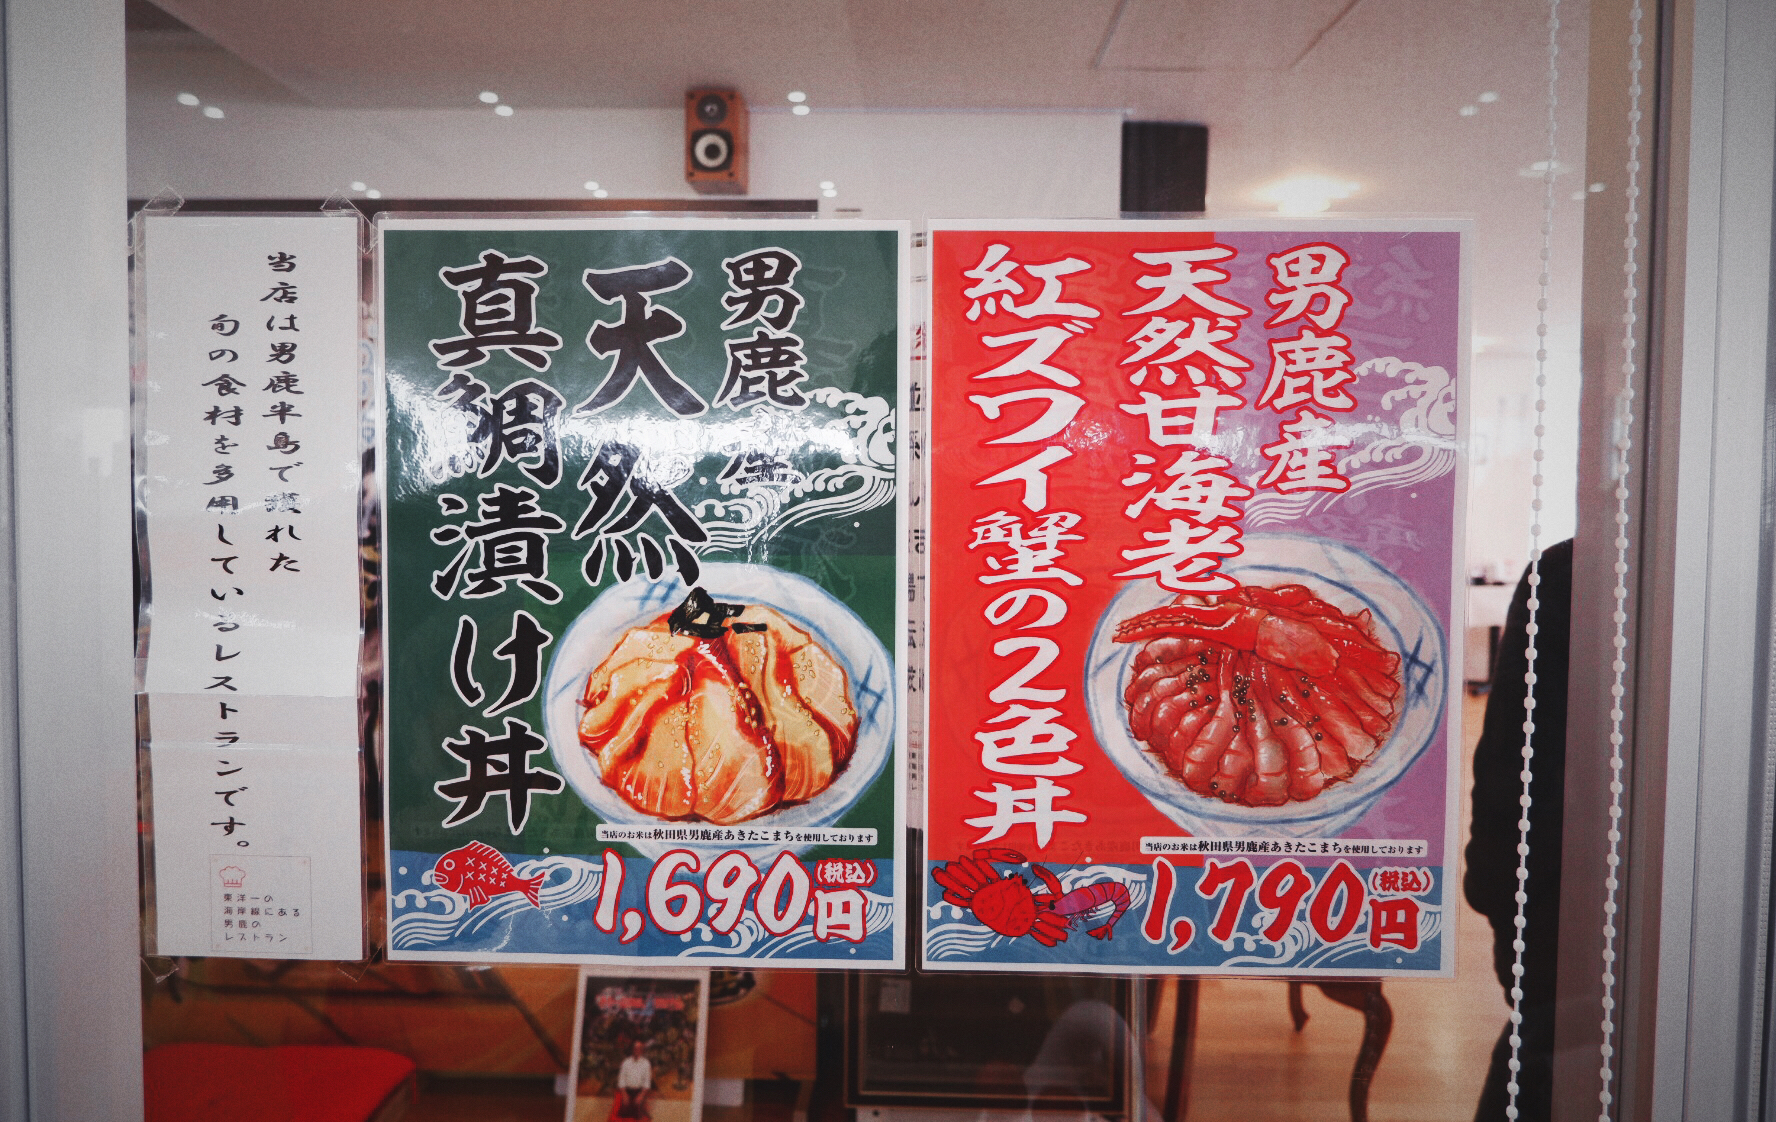 当店は男鹿半島で獲れた
旬の食材を多用しているレストランです。
東洋一の
海岸線にある
男鹿の
レストラン
男鹿産
天然
真鯛漬け丼
当店のお米は秋田県男鹿産あきたこまちを使用しております
1,690円(税込)
男鹿産
天然甘海老
紅ズワイ蟹の2色丼
当店のお米は秋田県男鹿産あきたこまちを使用しております
1,790円(税込)